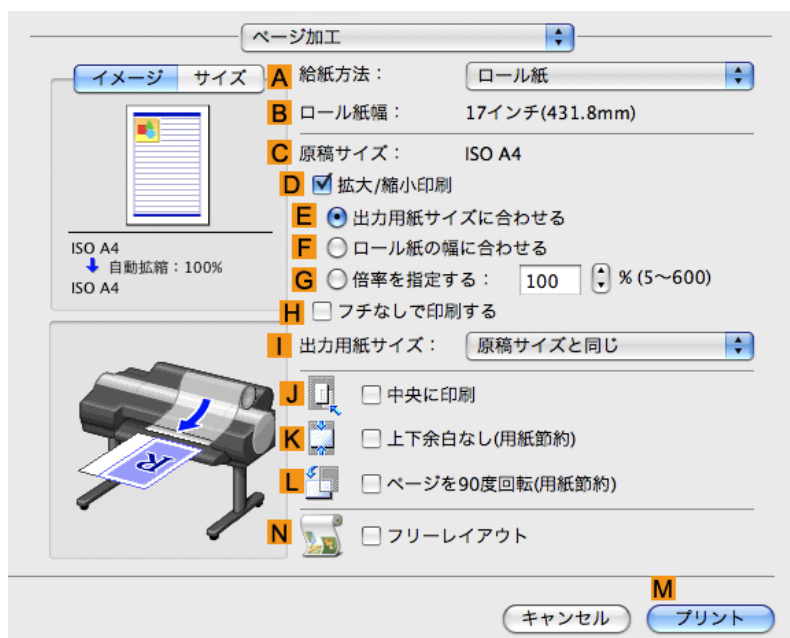 ページ加工
イメージ サイズ
A 給紙方法： ロール紙
B ロール紙幅： 17インチ(431.8mm)
C 原稿サイズ： ISO A4
D 拡大/縮小印刷
E 出力用紙サイズに合わせる
F ロール紙の幅に合わせる
G 倍率を指定する： 100 % (5〜600)
ISO A4
自動拡縮：100%
ISO A4
H フチなしで印刷する
I 出力用紙サイズ： 原稿サイズと同じ
J 中央に印刷
K 上下余白なし(用紙節約)
L ページを90度回転(用紙節約)
R
N フリーレイアウト
M
キャンセル プリント